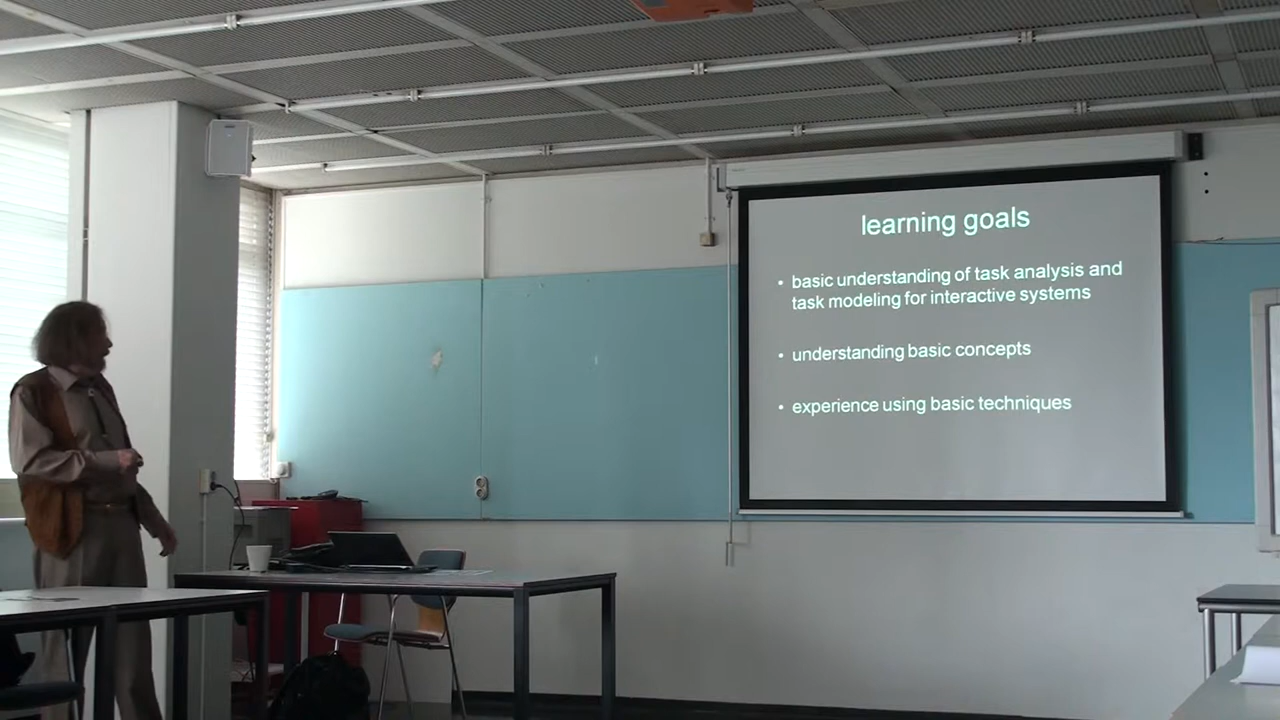 learning goals
• basic understanding of task analysis and
task modeling for interactive systems
• understanding basic concepts
• experience using basic techniques